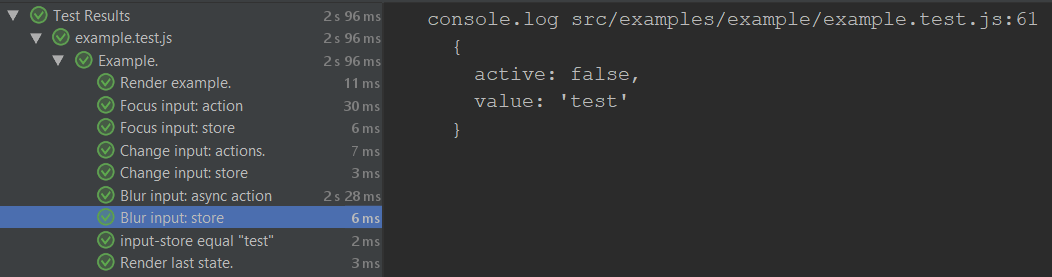 Test Results 2 s 96 ms
example.test.js 2 s 96 ms
Example. 2 s 96 ms
Render example. 11 ms
Focus input: action 30 ms
Focus input: store 6 ms
Change input: actions. 7 ms
Change input: store 3 ms
Blur input: async action 2 s 28 ms
Blur input: store 6 ms
input-store equal "test" 2 ms
Render last state. 3 ms
console.log src/examples/example/example.test.js:61
{
active: false,
value: 'test'
}